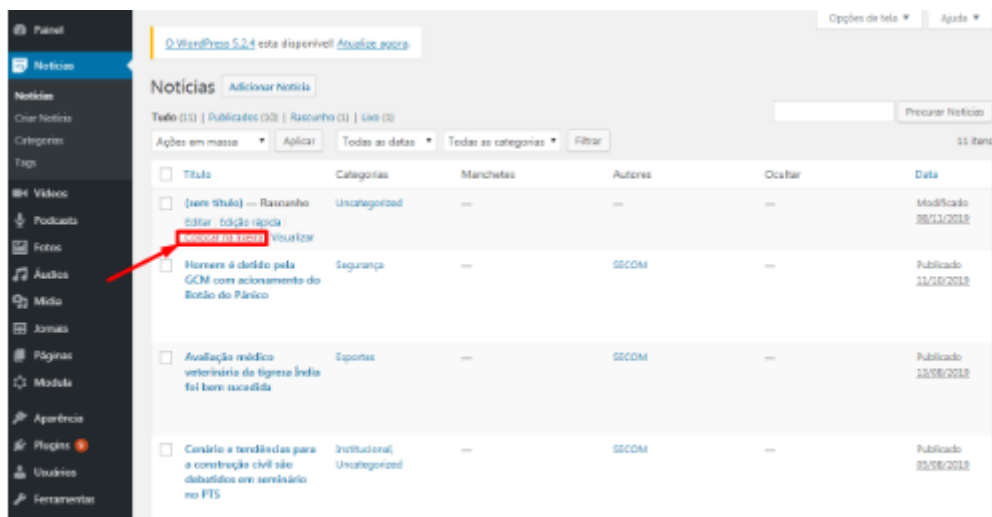 Opções de tela ▼ Ajuda ▼
Painel
O WordPress 5.2.4 está disponível! Atualize agora.
Notícias
Notícias
Criar Notícia
Categorias
Tags
Vídeos
Podcasts
Fotos
Áudios
Mídia
Jornais
Páginas
Modula
Aparência
Plugins
Usuários
Ferramentas
Notícias Adicionar Notícia
Tudo (11) | Publicados (10) | Rascunho (1) | Lixo (1)
Procurar Notícias
Ações em massa ▼ Aplicar Todas as datas ▼ Todas as categorias ▼ Filtrar 11 itens
Título Categorias Manchetes Autores Ocultar Data
(sem título) — Rascunho Uncategorized — — — Modificado
Editar | Edição rápida | 08/11/2019
Colocar na lixeira Visualizar
Homem é detido pela Segurança — SECOM — Publicado
GCM com acionamento do 11/10/2019
Botão do Pânico
Avaliação médico Esportes — SECOM — Publicado
veterinária da tigresa Índia 13/08/2019
foi bem sucedida
Cenário e tendências para Institucional, — SECOM — Publicado
a construção civil são Uncategorized 05/08/2019
debatidos em seminário
no PTS